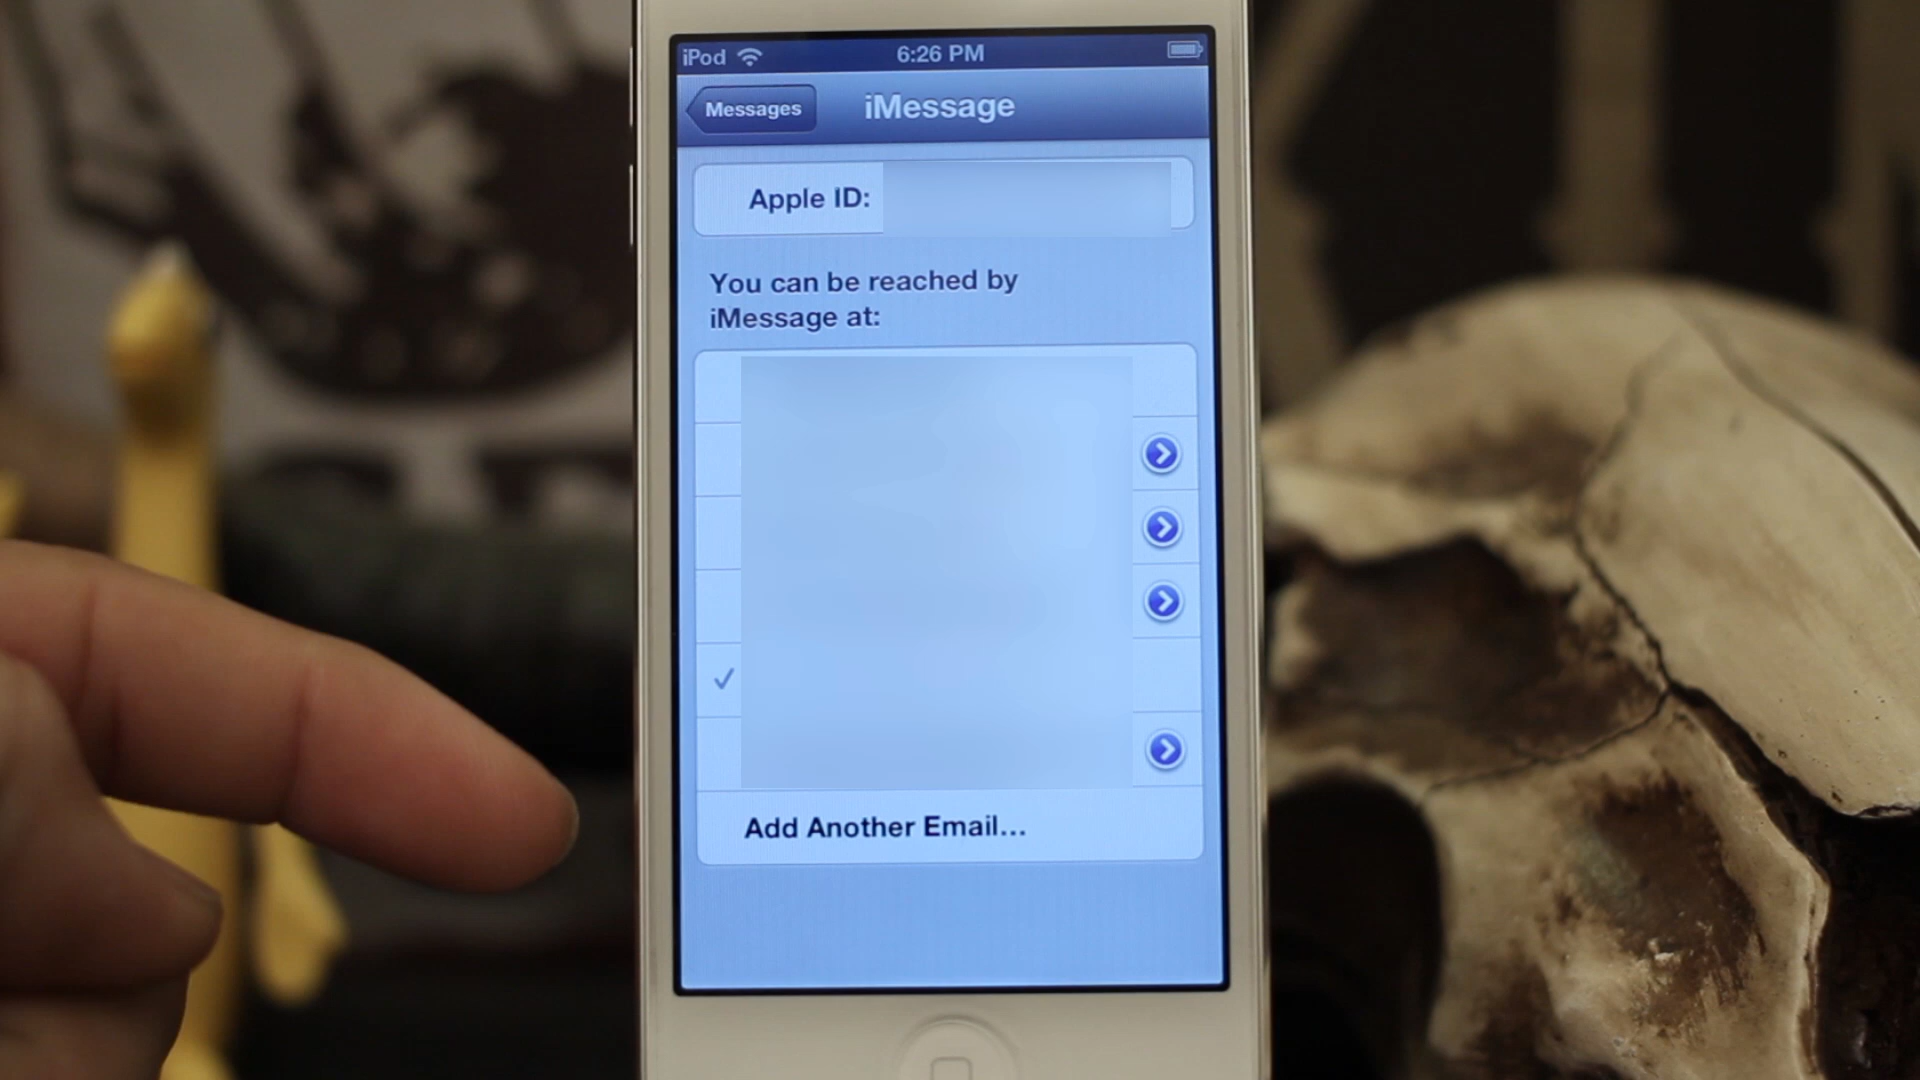 iPod 6:26 PM
Messages iMessage
Apple ID:
You can be reached by
iMessage at:
Add Another Email...